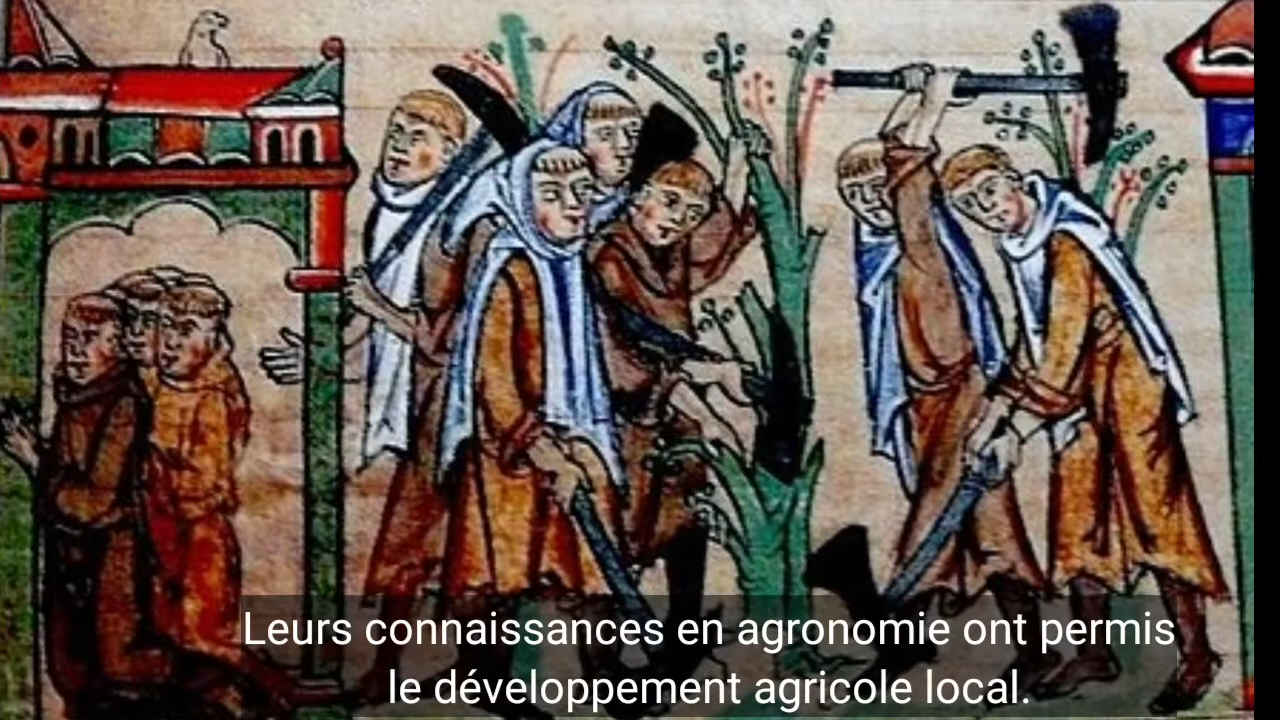 Leurs connaissances en agronomie ont permis
le développement agricole local.